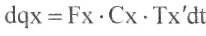 dqx = Fx · Cx · Tx′dt